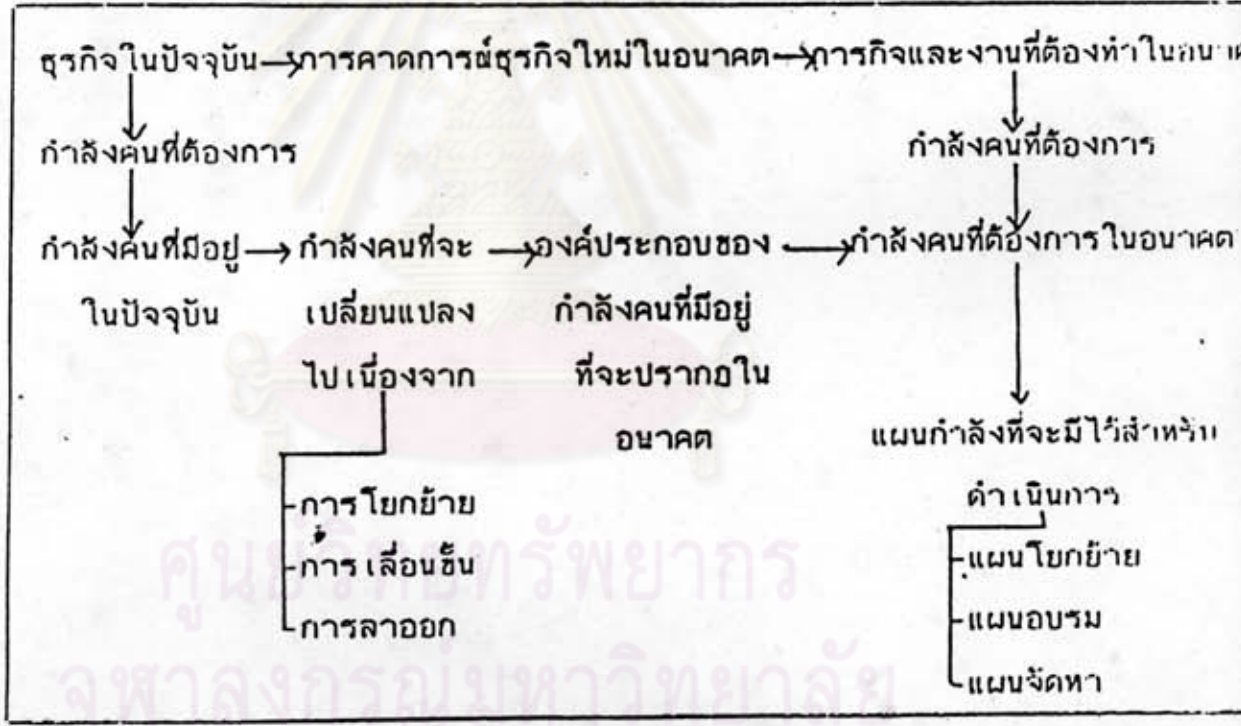 ธุรกิจในปัจจุบัน→การคาดการณ์ธุรกิจใหม่ในอนาคต→ภารกิจและงานที่ต้องทำใน
กำลังคนที่ต้องการ กำลังคนที่ต้องการ
กำลังคนที่มีอยู่ → กำลังคนที่จะ → องค์ประกอบของ → กำลังคนที่ต้องการในอนาคต
ในปัจจุบัน เปลี่ยนแปลง กำลังคนที่มีอยู่
ไปเนื่องจาก ที่จะปรากฏใน
อนาคต แผนกำลังที่จะมีไว้สำหรับ
ดำเนินการ
-การโยกย้าย
-การเลื่อนขั้น
-การลาออก
-แผนโยกย้าย
-แผนอบรม
-แผนจัดหา
ศูนย์วิทยทรัพยากร
จุฬาลงกรณ์มหาวิทยาลัย